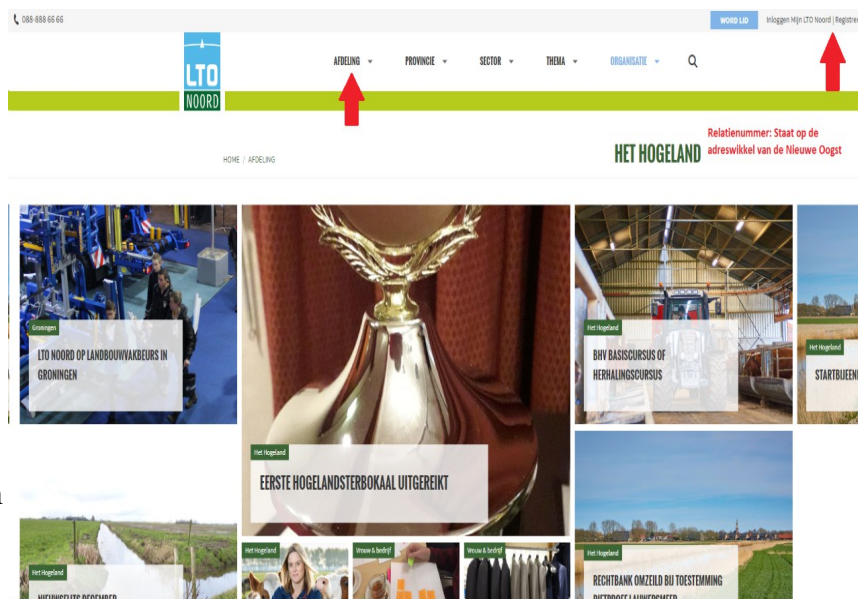 088-888 66 66
WORD LID
Inloggen Mijn LTO Noord |
LTO
NOORD
AFDELING
PROVINCIE
SECTOR
THEMA
ORGANISATIE
HOME / AFDELING
HET HOGELAND
Relatienummer: Staat op de
adreswikkel van de Nieuwe Oogst
Groningen
LTO NOORD OP LANDBOUWVAKBEURS IN
GRONINGEN
Het Hogeland
EERSTE HOGELANDSTERBOKAAL UITGEREIKT
Het Hogeland
BHV BASISCURSUS OF
HERHALINGSCURSUS
Het Hogeland
Het Hogeland
NIEUWSFLITS DECEMBER
Het Hogeland
Vrouw & bedrijf
Vrouw & bedrijf
Het Hogeland
RECHTBANK OMZEILD BIJ TOESTEMMING